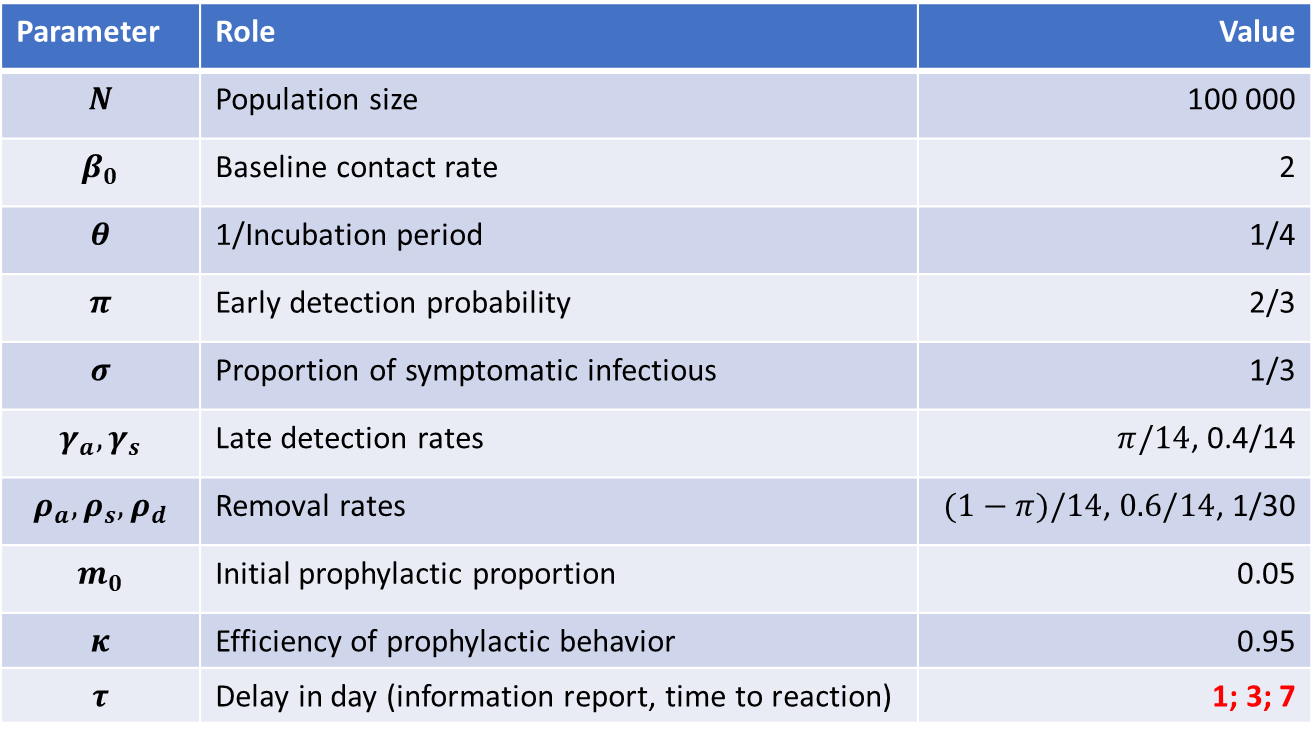 Parameter Role Value
N Population size 100 000
β₀ Baseline contact rate 2
θ 1/Incubation period 1/4
π Early detection probability 2/3
σ Proportion of symptomatic infectious 1/3
γₐ, γₛ Late detection rates π/14, 0.4/14
ρₐ, ρₛ, ρ_d Removal rates (1 − π)/14, 0.6/14, 1/30
m₀ Initial prophylactic proportion 0.05
κ Efficiency of prophylactic behavior 0.95
τ Delay in day (information report, time to reaction) 1; 3; 7